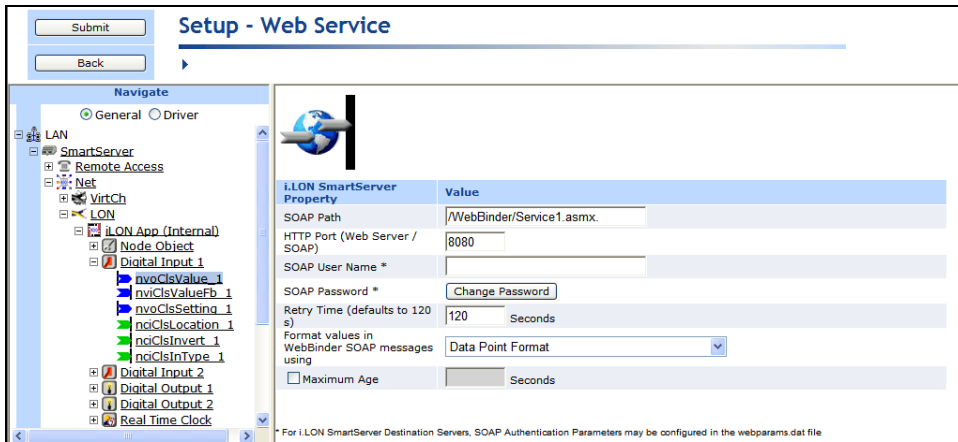 Submit
Setup - Web Service
Back
Navigate
General Driver
LAN
SmartServer
Remote Access
Net
VirtCh
LON
iLON App (Internal)
Node Object
Digital Input 1
nvoClsValue_1
nviClsValueFb_1
nvoClsSetting_1
nciClsLocation_1
nciClsInvert_1
nciClsInType_1
Digital Input 2
Digital Output 1
Digital Output 2
Real Time Clock
i.LON SmartServer
Property
Value
SOAP Path
/WebBinder/Service1.asmx.
HTTP Port (Web Server /
SOAP)
8080
SOAP User Name *
SOAP Password *
Change Password
Retry Time (defaults to 120
s)
120 Seconds
Format values in
WebBinder SOAP messages
using
Data Point Format
Maximum Age
Seconds
* For i.LON SmartServer Destination Servers, SOAP Authentication Parameters may be configured in the webparams.dat file